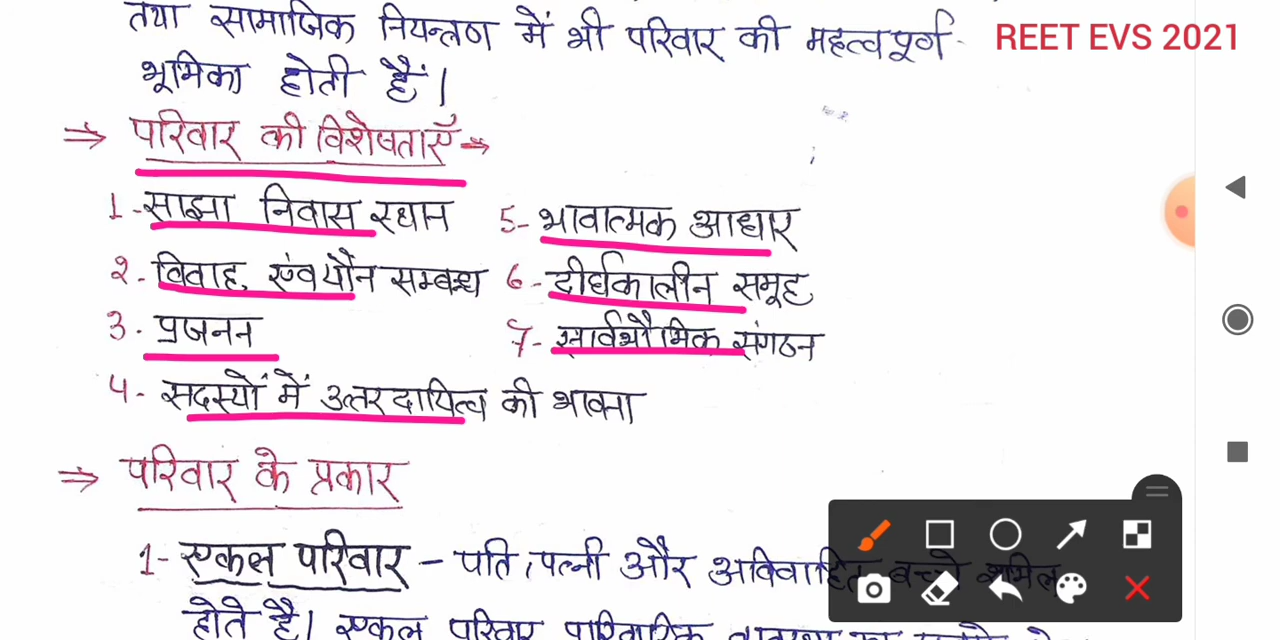 तथा सामाजिक नियन्त्रण में भी परिवार की महत्वपूर्ण
REET EVS 2021
भूमिका होती हैं।
⇒ परिवार की विशेषताएँ →
1- साझा निवास स्थान
5- भावात्मक आधार
2- विवाह, एंव यौन सम्बन्ध
6- दीर्घकालीन समूह
3- प्रजनन
7- सार्वभौमिक संगठन
4- सदस्यों में उत्तरदायित्व की भावना
⇒ परिवार के प्रकार
1- एकल परिवार – पति, पत्नी और अविवाहित बच्चे शामिल
होते है। एकल परिवार पारिवारिक